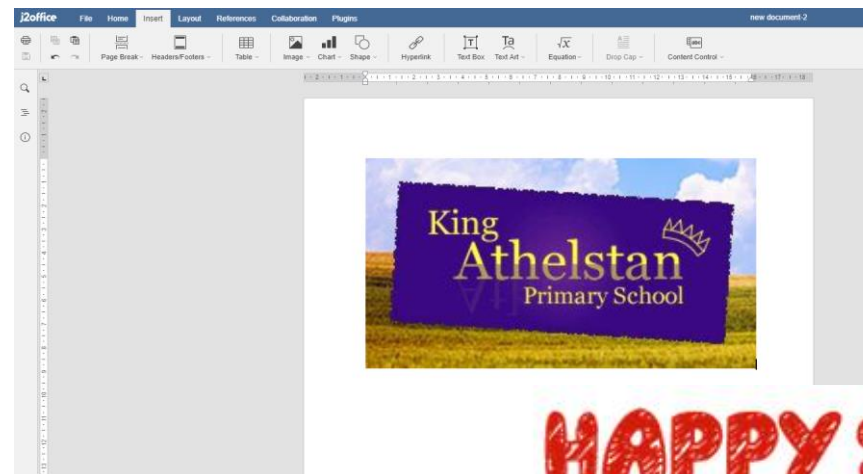 j2office File Home Insert Layout References Collaboration Plugins new document-2
Page Break Headers/Footers Table Image Chart Shape Hyperlink Text Box Text Art Equation Drop Cap Content Control
King
Athelstan
Primary School
HAPPY